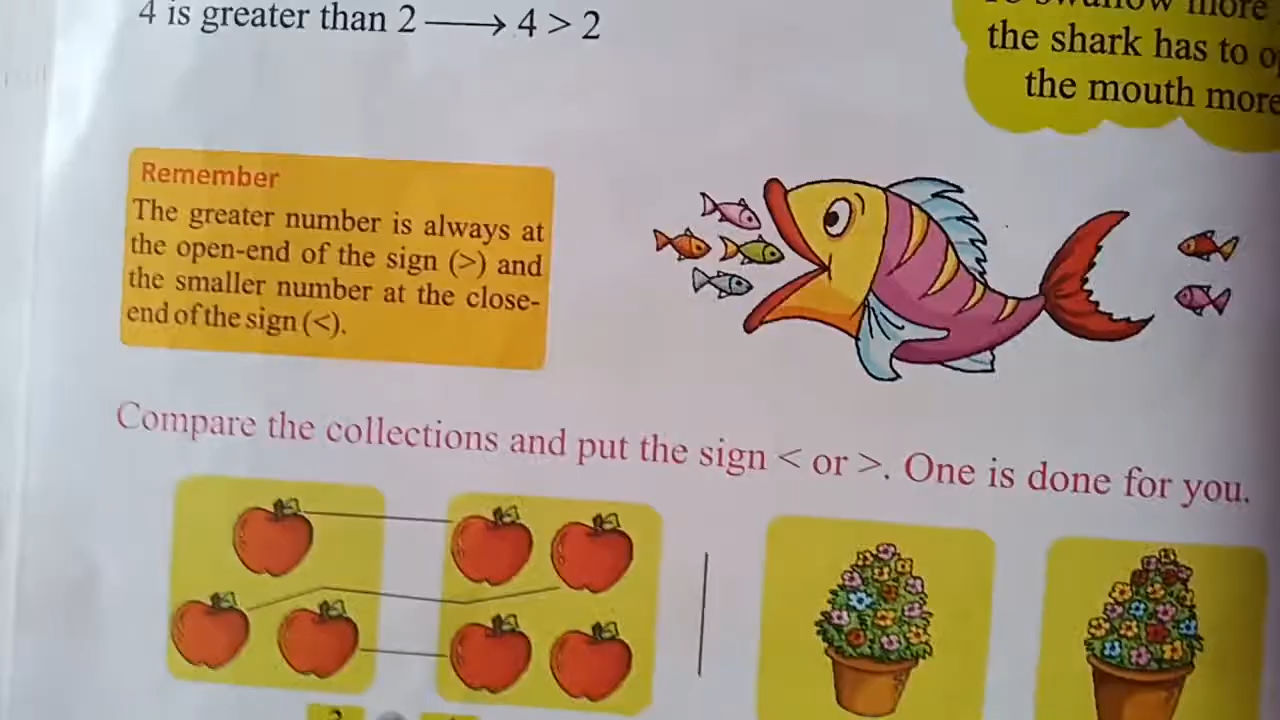 4 is greater than 2 ⟶ 4 > 2
more
the shark has to
the mouth more
Remember
The greater number is always at
the open-end of the sign (>) and
the smaller number at the close-
end of the sign (<).
Compare the collections and put the sign < or >. One is done for you.